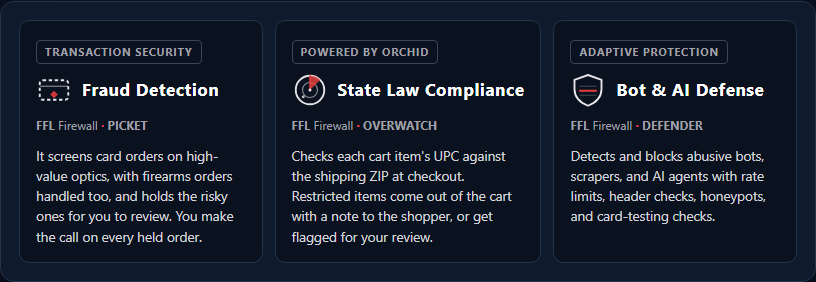 TRANSACTION SECURITY
Fraud Detection
FFL Firewall • PICKET
It screens card orders on high-
value optics, with firearms orders
handled too, and holds the risky
ones for you to review. You make
the call on every held order.
POWERED BY ORCHID
State Law Compliance
FFL Firewall • OVERWATCH
Checks each cart item's UPC against
the shipping ZIP at checkout.
Restricted items come out of the cart
with a note to the shopper, or get
flagged for your review.
ADAPTIVE PROTECTION
Bot & AI Defense
FFL Firewall • DEFENDER
Detects and blocks abusive bots,
scrapers, and AI agents with rate
limits, header checks, honeypots,
and card-testing checks.